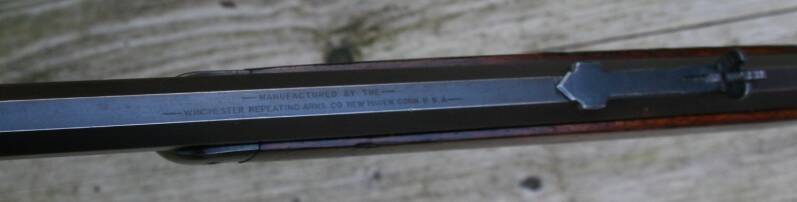 — MANUFACTURED BY THE —
— WINCHESTER REPEATING ARMS CO. NEW HAVEN. CONN. U. S. A. —